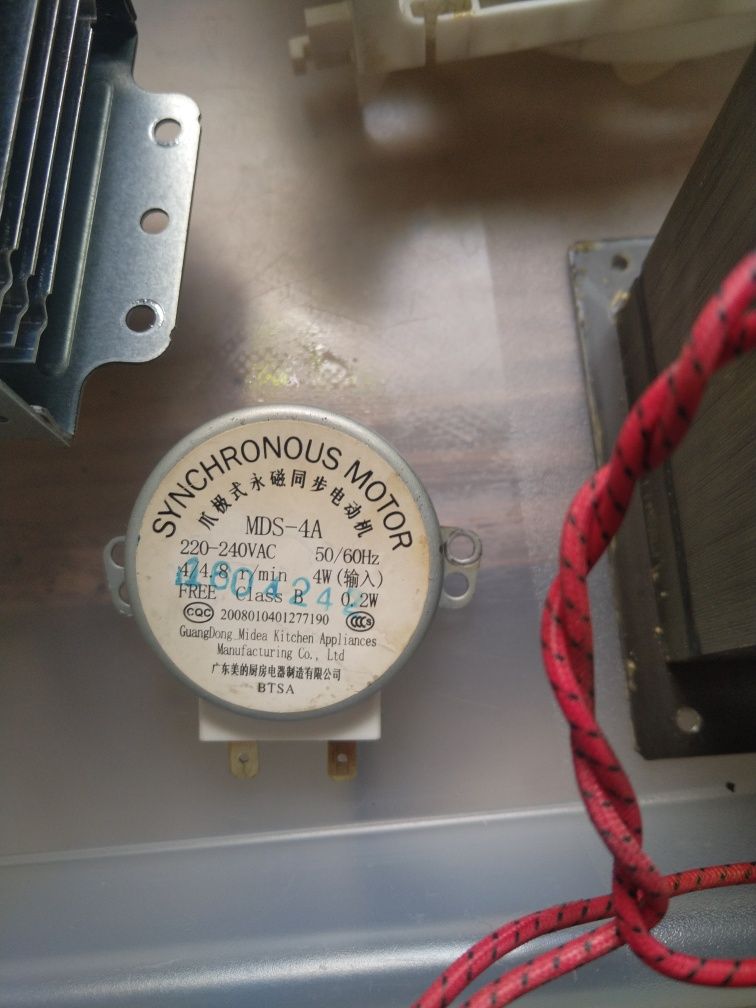 SYNCHRONOUS MOTOR
爪极式永磁同步电动机
MDS-4A
220-240VAC 50/60Hz
4/4.8 r/min 4W(输入)
FREE Class B 0.2W
CQC 2008010401277190 CCC S
GuangDong Midea Kitchen Appliances
Manufacturing Co., Ltd
广东美的厨房电器制造有限公司
BTSA